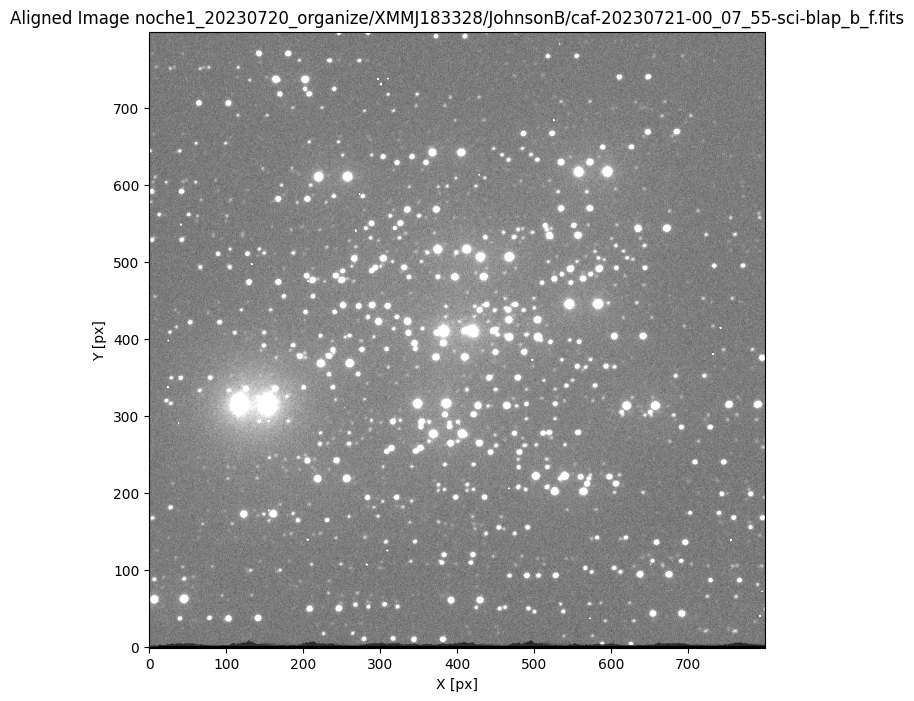 Aligned Image noche1_20230720_organize/XMMJ183328/JohnsonB/caf-20230721-00_07_55-sci-blap_b_f.fits
700
600
500
400
300
200
100
0
Y [px]
0 100 200 300 400 500 600 700
X [px]